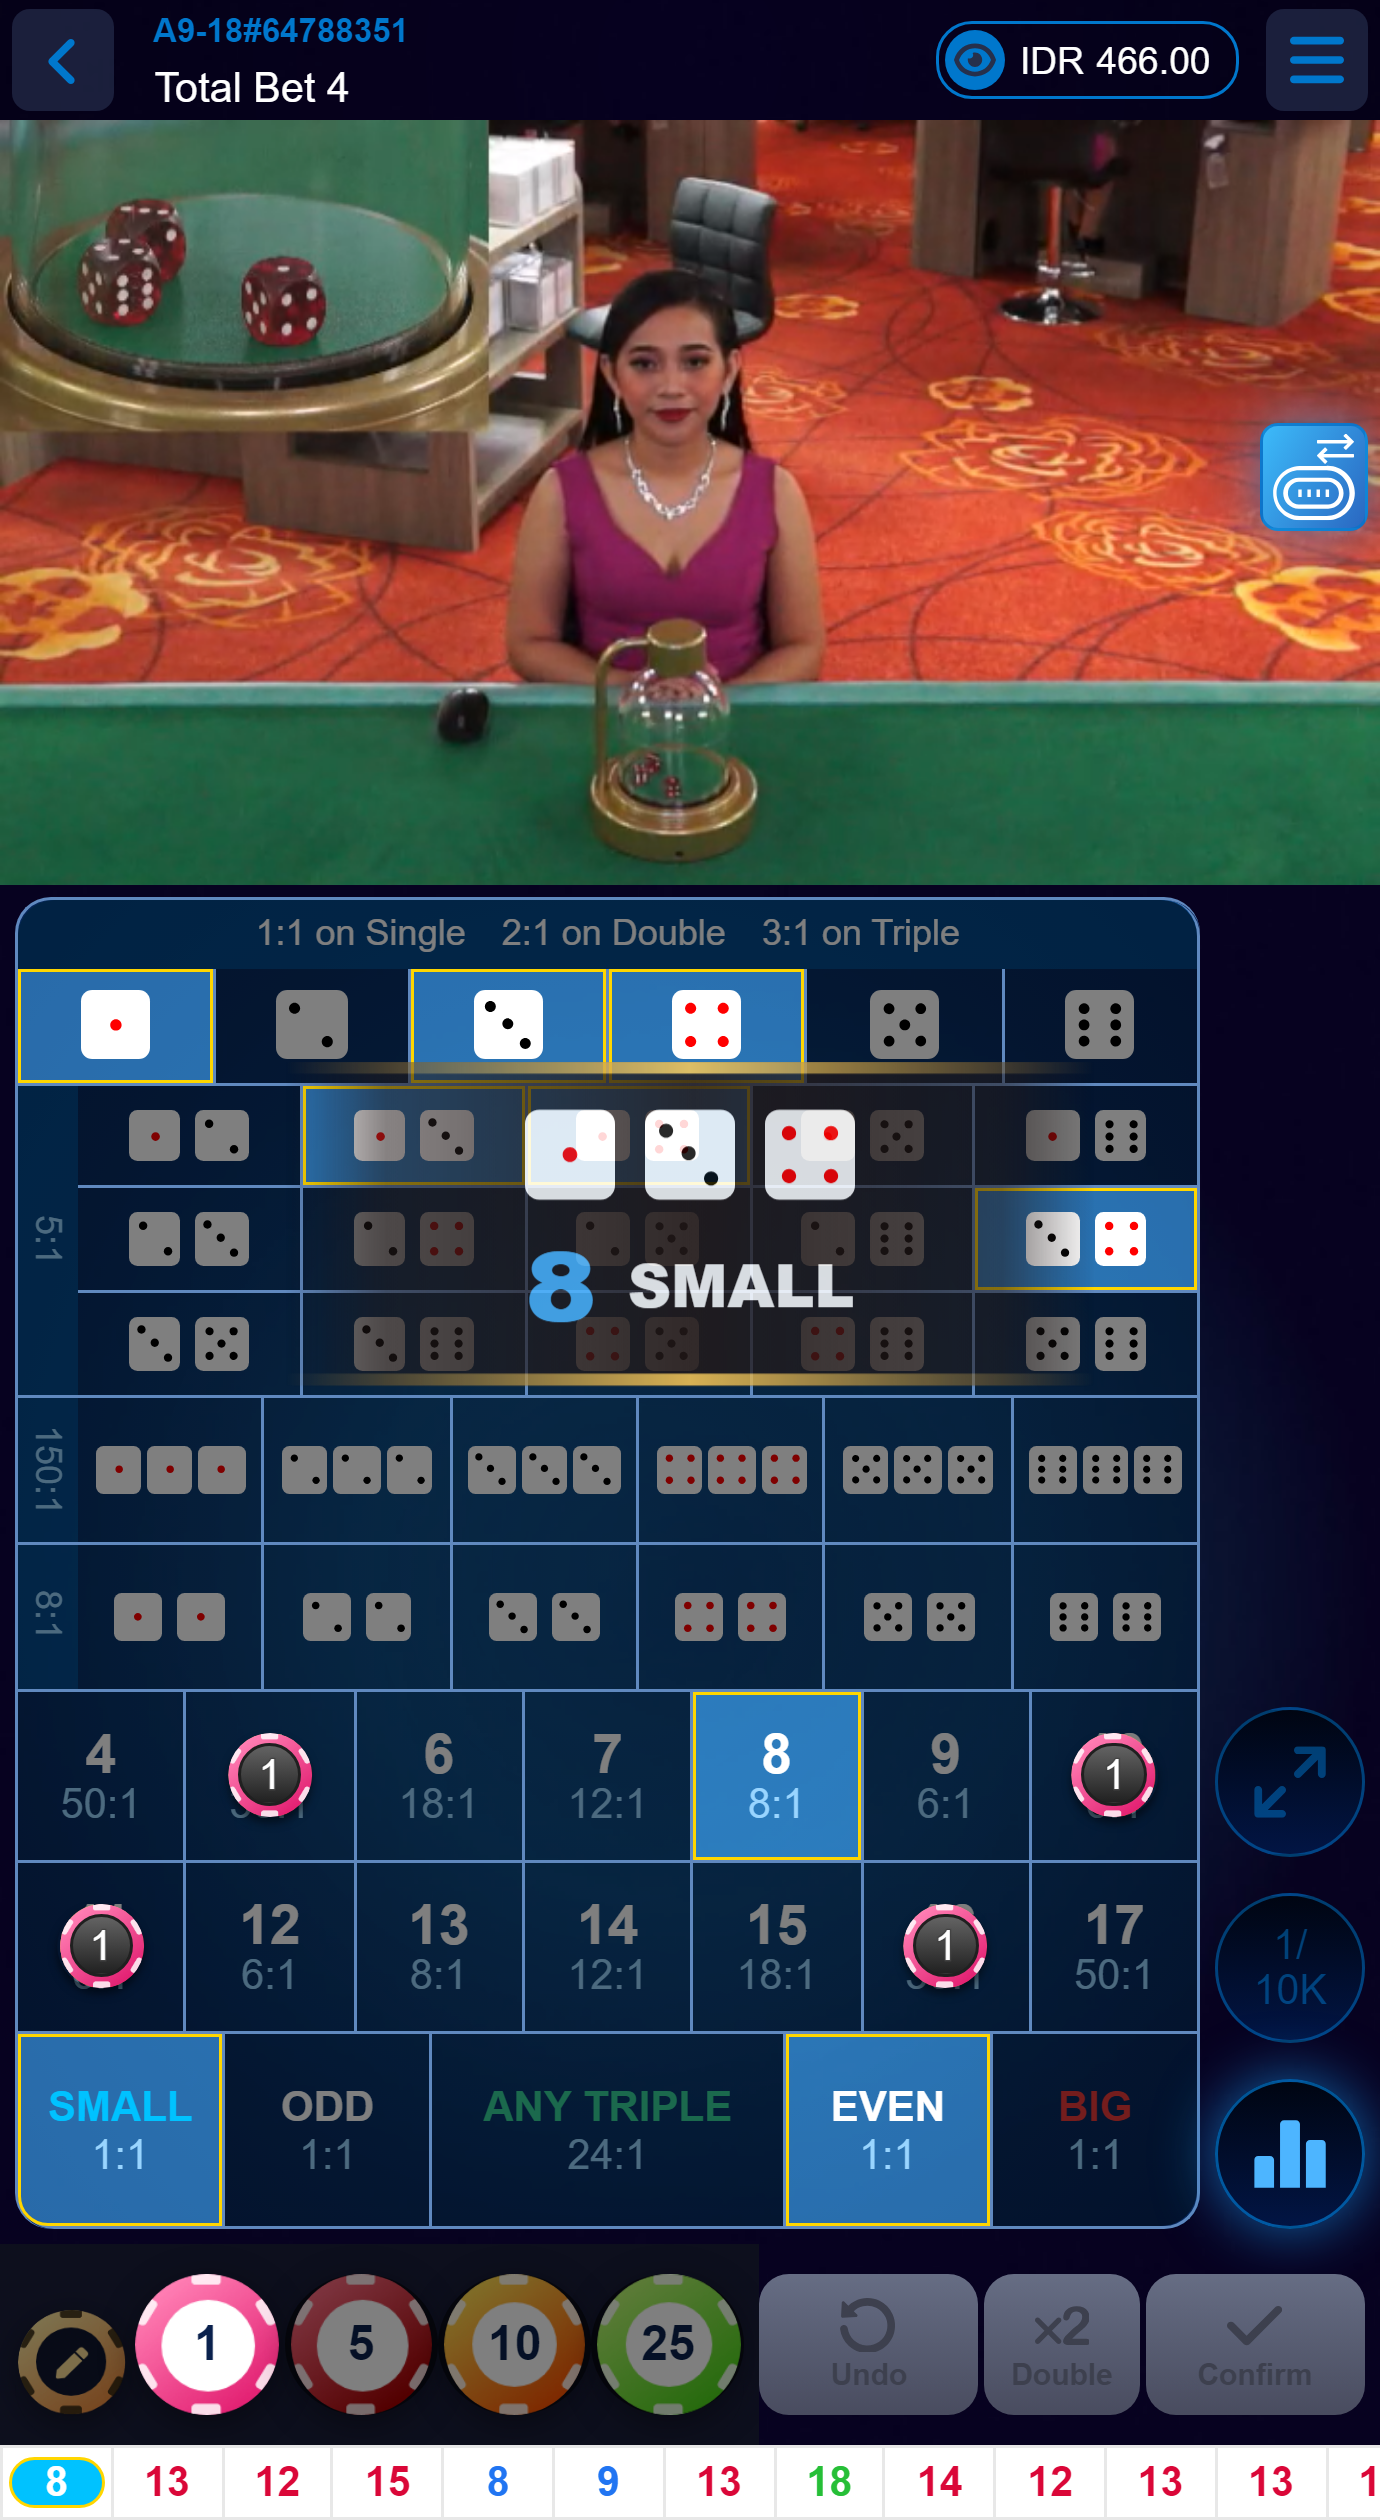 A9-18#64788351
Total Bet 4
IDR 466.00
1:1 on Single 2:1 on Double 3:1 on Triple
5:1
8 SMALL
150:1
8:1
4 1 6 7 8 9 1
50:1 18:1 12:1 8:1 6:1
1 12 13 14 15 1 17
6:1 8:1 12:1 18:1 50:1
1/
10K
SMALL ODD ANY TRIPLE EVEN BIG
1:1 1:1 24:1 1:1 1:1
1 5 10 25
x2
Undo Double Confirm
8 13 12 15 8 9 13 18 14 12 13 13